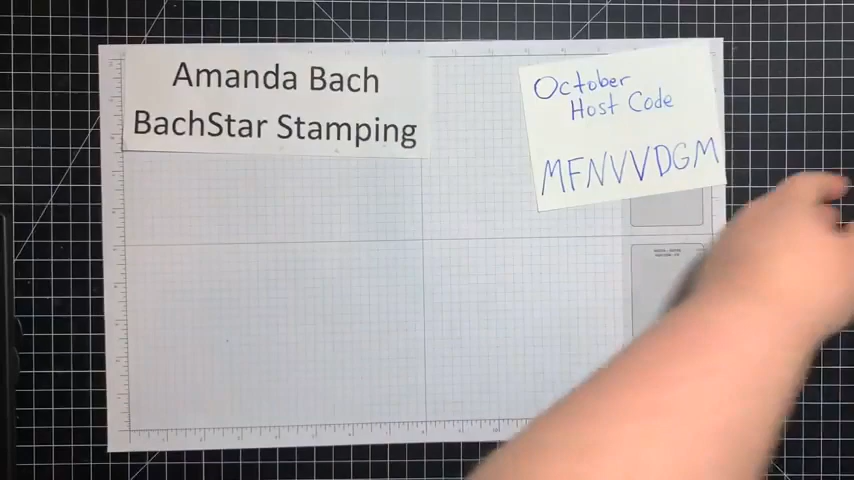 Amanda Bach
BachStar Stamping
October
Host Code
MFNVVDGM